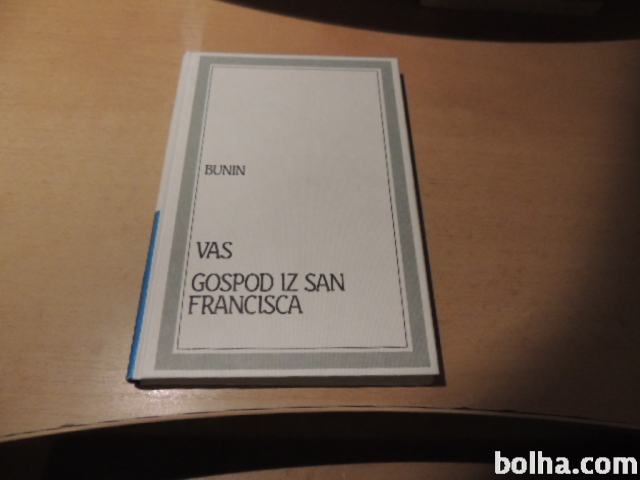 BUNIN
VAS
GOSPOD IZ SAN
FRANCISCA
bolha.com